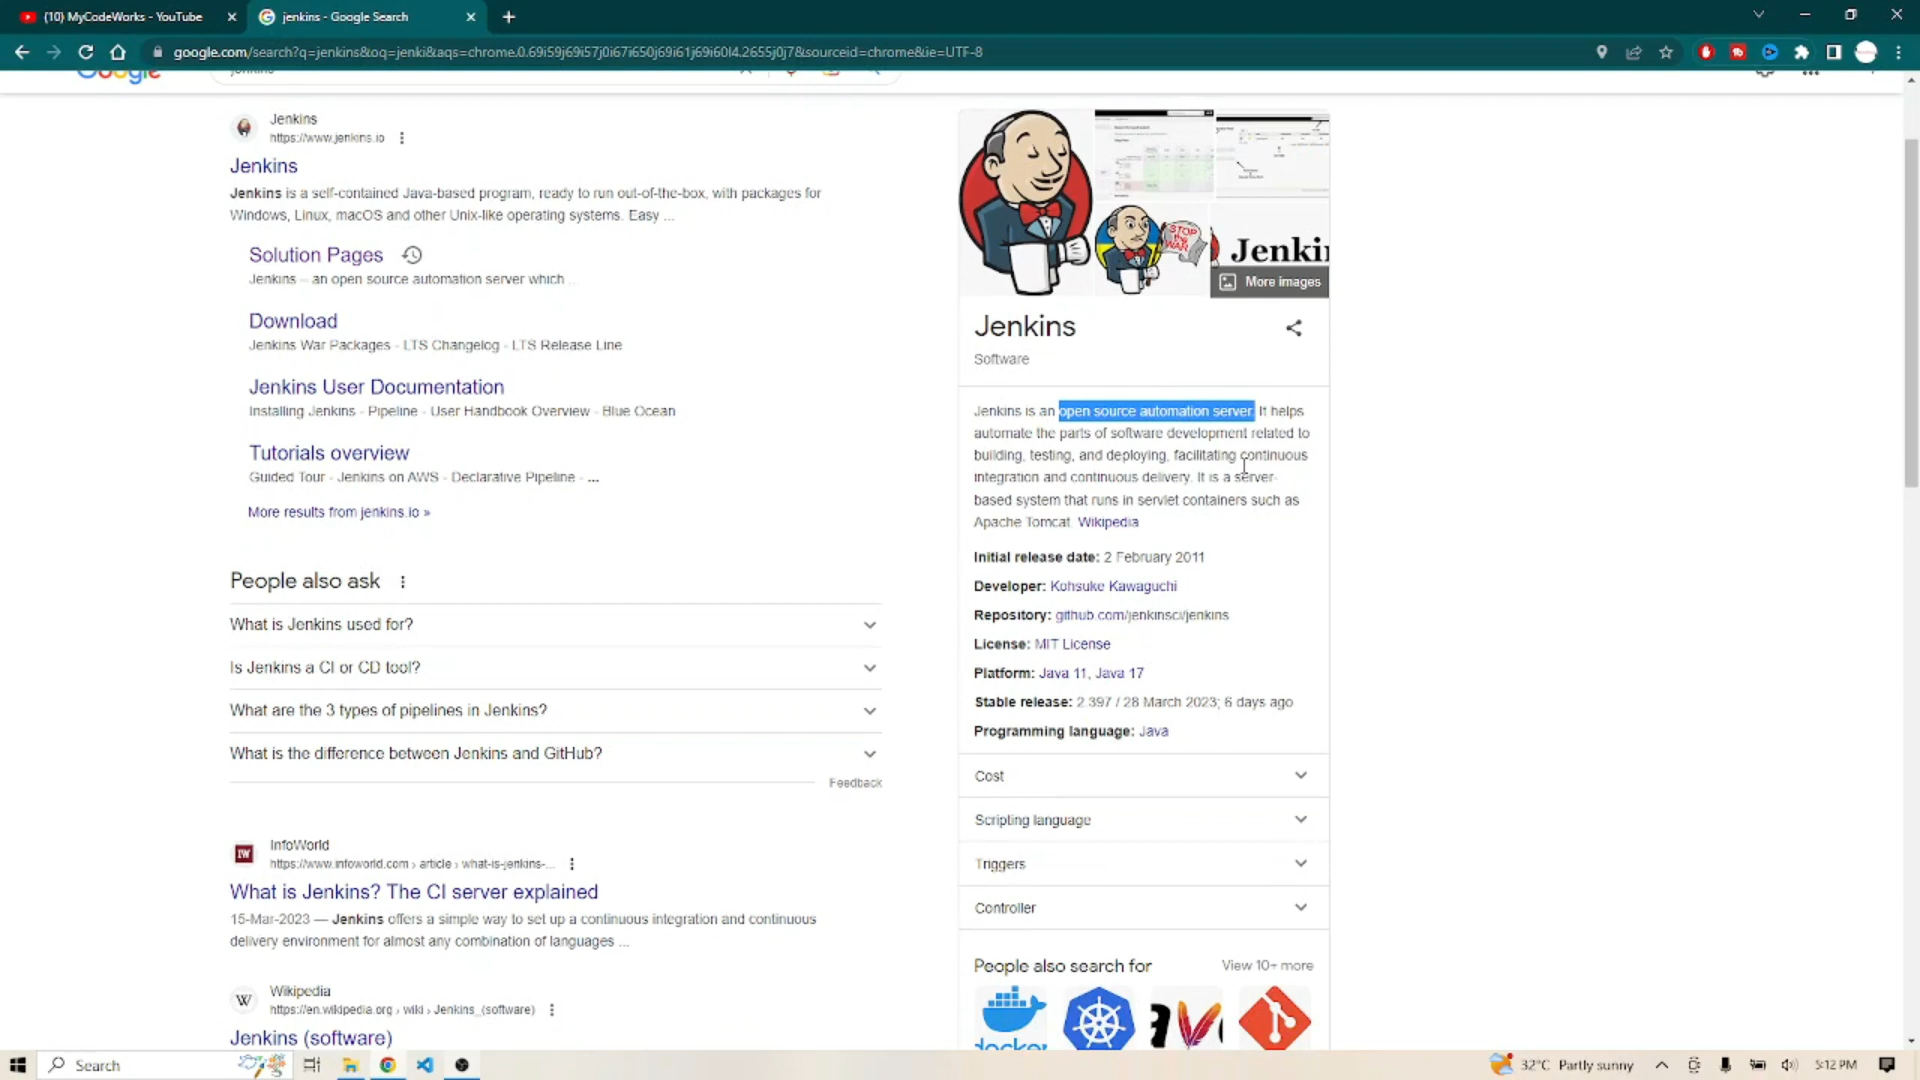 (10) MyCodeWorks - YouTube
jenkins - Google Search
google.com/search?q=jenkins&oq=jenki&aqs=chrome.0.69i59j69i57j0i67i650j69i61j69i60l4.2655j0j7&sourceid=chrome&ie=UTF-8
Google
jenkins
Jenkins
https://www.jenkins.io
Jenkins
Jenkins is a self-contained Java-based program, ready to run out-of-the-box, with packages for
Windows, Linux, macOS and other Unix-like operating systems. Easy ...
Solution Pages
Jenkins – an open source automation server which ...
Download
Jenkins War Packages - LTS Changelog - LTS Release Line
Jenkins User Documentation
Installing Jenkins - Pipeline - User Handbook Overview - Blue Ocean
Tutorials overview
Guided Tour - Jenkins on AWS - Declarative Pipeline - ...
More results from jenkins.io »
People also ask
What is Jenkins used for?
Is Jenkins a CI or CD tool?
What are the 3 types of pipelines in Jenkins?
What is the difference between Jenkins and GitHub?
Feedback
InfoWorld
https://www.infoworld.com › article › what-is-jenkins-...
What is Jenkins? The CI server explained
15-Mar-2023 — Jenkins offers a simple way to set up a continuous integration and continuous
delivery environment for almost any combination of languages ...
Wikipedia
https://en.wikipedia.org › wiki › Jenkins_(software)
Jenkins (software)
STOP
the
WAR
Jenki
More images
Jenkins
Software
Jenkins is an open source automation server. It helps
automate the parts of software development related to
building, testing, and deploying, facilitating continuous
integration and continuous delivery. It is a server-
based system that runs in servlet containers such as
Apache Tomcat. Wikipedia
Initial release date: 2 February 2011
Developer: Kohsuke Kawaguchi
Repository: github.com/jenkinsci/jenkins
License: MIT License
Platform: Java 11, Java 17
Stable release: 2.397 / 28 March 2023; 6 days ago
Programming language: Java
Cost
Scripting language
Triggers
Controller
People also search for
View 10+ more
docker
Search
32°C Partly sunny
5:12 PM